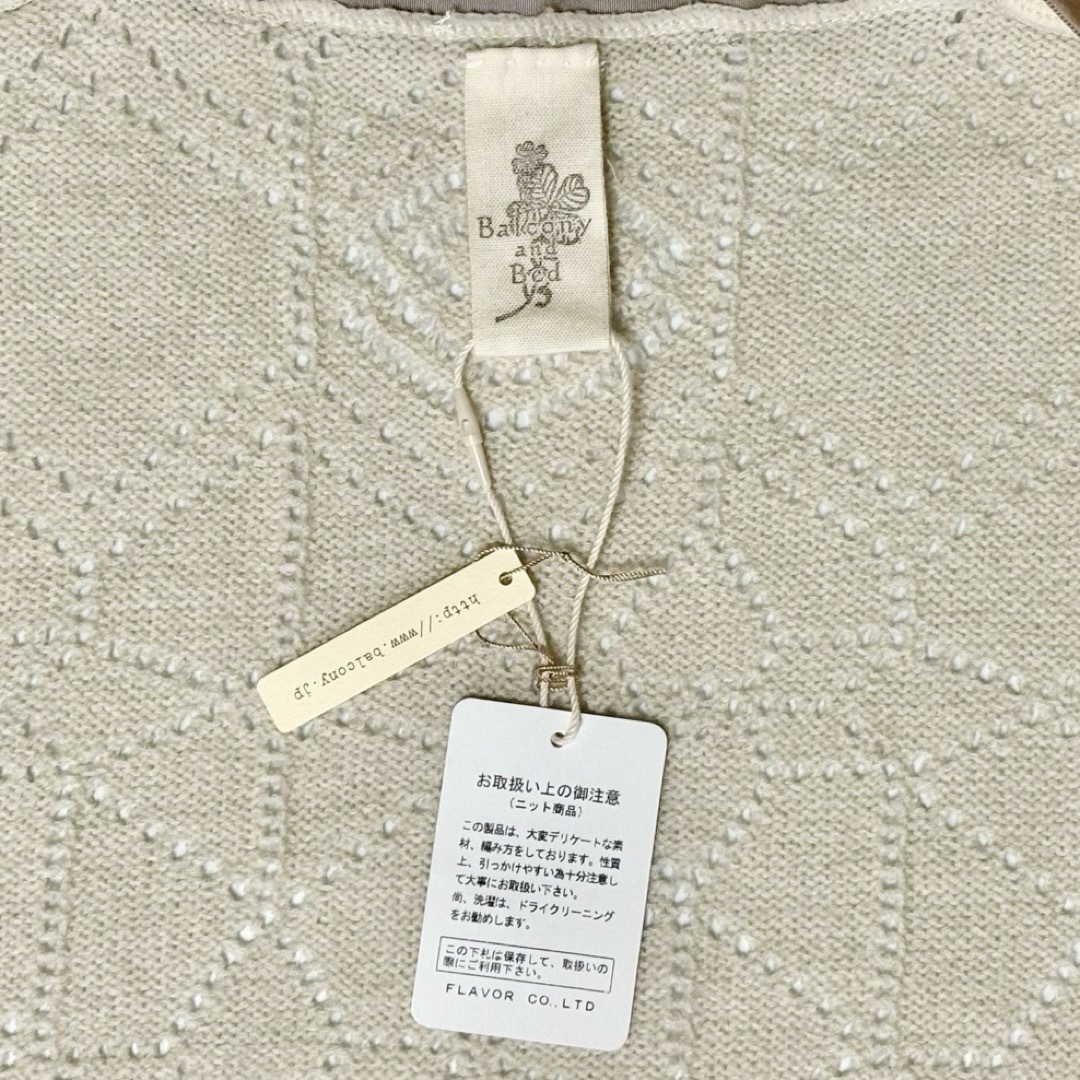 Balcony
and
Bed
http://www.balcony.jp
お取扱い上の御注意
（ニット商品）
この製品は、大変デリケートな素
材、編み方をしております。性質
上、引っかけやすい為十分注意し
て大事にお取扱い下さい。
尚、洗濯は、ドライクリーニング
をお勧めします。
この下札は保存して、取扱いの
際にご利用下さい。
FLAVOR CO.,LTD